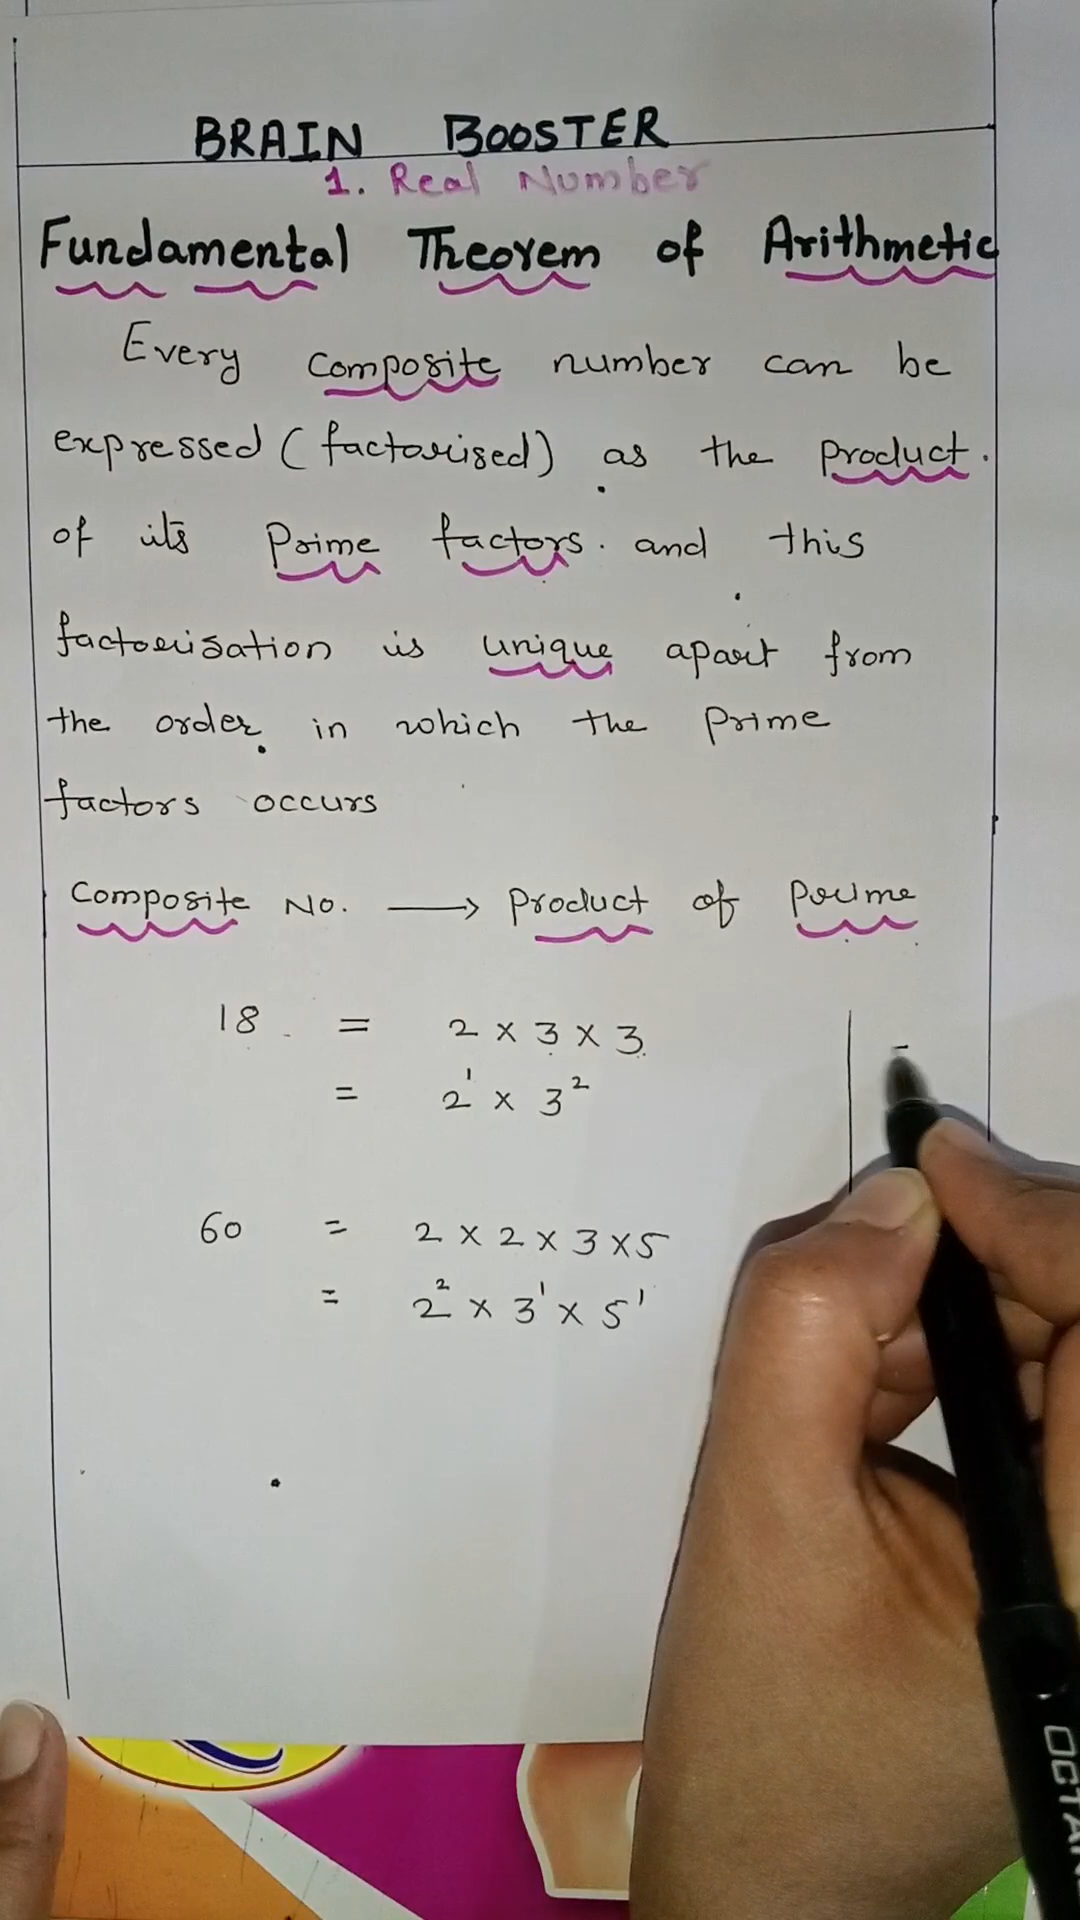 BRAIN BOOSTER
1. Real Number
Fundamental Theorem of Arithmetic
Every composite number can be
expressed (factorised) as the product.
of its Prime factors. and this
factorisation is unique apart from
the order in which the prime
factors occurs
Composite No. → Product of Prime
18 = 2 × 3 × 3
= 2¹ × 3²
60 = 2 × 2 × 3 × 5
= 2² × 3¹ × 5¹